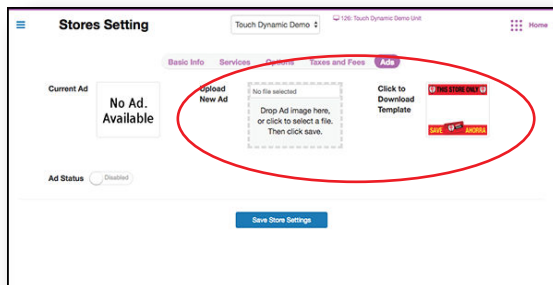 Stores Setting
Touch Dynamic Demo
126: Touch Dynamic Demo Unit
Home
Basic Info Services Options Taxes and Fees Ads
Current Ad
No Ad.
Available
Upload
New Ad
No file selected
Drop Ad image here,
or click to select a file.
Then click save.
Click to
Download
Template
THIS STORE ONLY
SAVE AHORRA
Ad Status Disabled
Save Store Settings